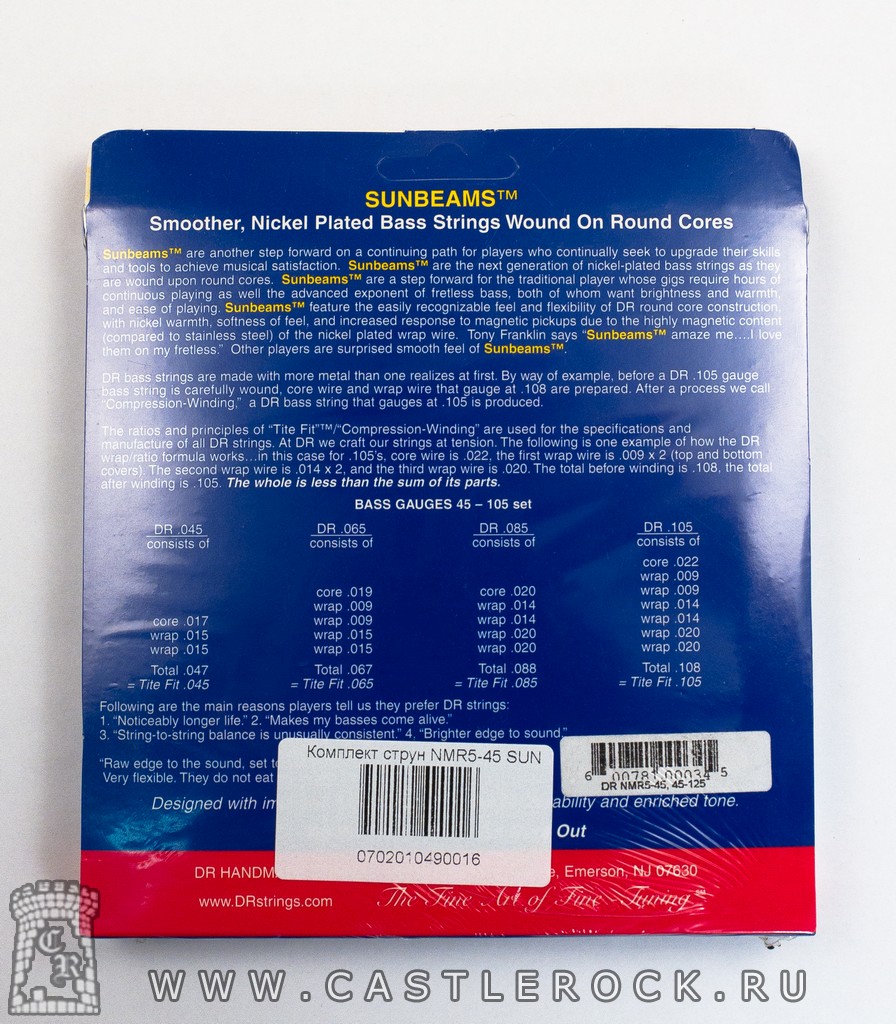 SUNBEAMS™
Smoother, Nickel Plated Bass Strings Wound On Round Cores
Sunbeams™ are another step forward on a continuing path for players who continually seek to upgrade their skills
and tools to achieve musical satisfaction. Sunbeams™ are the next generation of nickel-plated bass strings as they
are wound upon round cores. Sunbeams™ are a step forward for the traditional player whose gigs require hours of
continuous playing as well the advanced exponent of fretless bass, both of whom want brightness and warmth,
and ease of playing. Sunbeams™ feature the easily recognizable feel and flexibility of DR round core construction,
with nickel warmth, softness of feel, and increased response to magnetic pickups due to the highly magnetic content
(compared to stainless steel) of the nickel plated wrap wire. Tony Franklin says "Sunbeams™ amaze me....I love
them on my fretless." Other players are surprised smooth feel of Sunbeams™.
DR bass strings are made with more metal than one realizes at first. By way of example, before a DR .105 gauge
bass string is carefully wound, core wire and wrap wire that gauge at .108 are prepared. After a process we call
"Compression-Winding," a DR bass string that gauges at .105 is produced.
The ratios and principles of "Tite Fit"™/"Compression-Winding" are used for the specifications and
manufacture of all DR strings. At DR we craft our strings at tension. The following is one example of how the DR
wrap/ratio formula works...in this case for .105's, core wire is .022, the first wrap wire is .009 x 2 (top and bottom
covers). The second wrap wire is .014 x 2, and the third wrap wire is .020. The total before winding is .108, the total
after winding is .105. The whole is less than the sum of its parts.
BASS GAUGES 45 – 105 set
DR .045 DR .065 DR .085 DR .105
consists of consists of consists of consists of
core .022
wrap .009
core .019 core .020 wrap .009
wrap .009 wrap .014 wrap .014
core .017 wrap .009 wrap .014 wrap .014
wrap .015 wrap .015 wrap .020 wrap .020
wrap .015 wrap .015 wrap .020 wrap .020
Total .047 Total .067 Total .088 Total .108
= Tite Fit .045 = Tite Fit .065 = Tite Fit .085 = Tite Fit .105
Following are the main reasons players tell us they prefer DR strings:
1. "Noticeably longer life." 2. "Makes my basses come alive."
3. "String-to-string balance is unusually consistent." 4, "Brighter edge to sound."
"Raw edge to the sound, set to
Very flexible. They do not eat
Комплект струн NMR5-45 SUN
0702010490016
6 00781 00034 5
DR NMR5-45, 45-125
Designed with im ability and enriched tone.
Out
DR HANDM e, Emerson, NJ 07630
www.DRstrings.com The Fine Art of Fine Tuning℠
CR
WWW.CASTLEROCK.RU